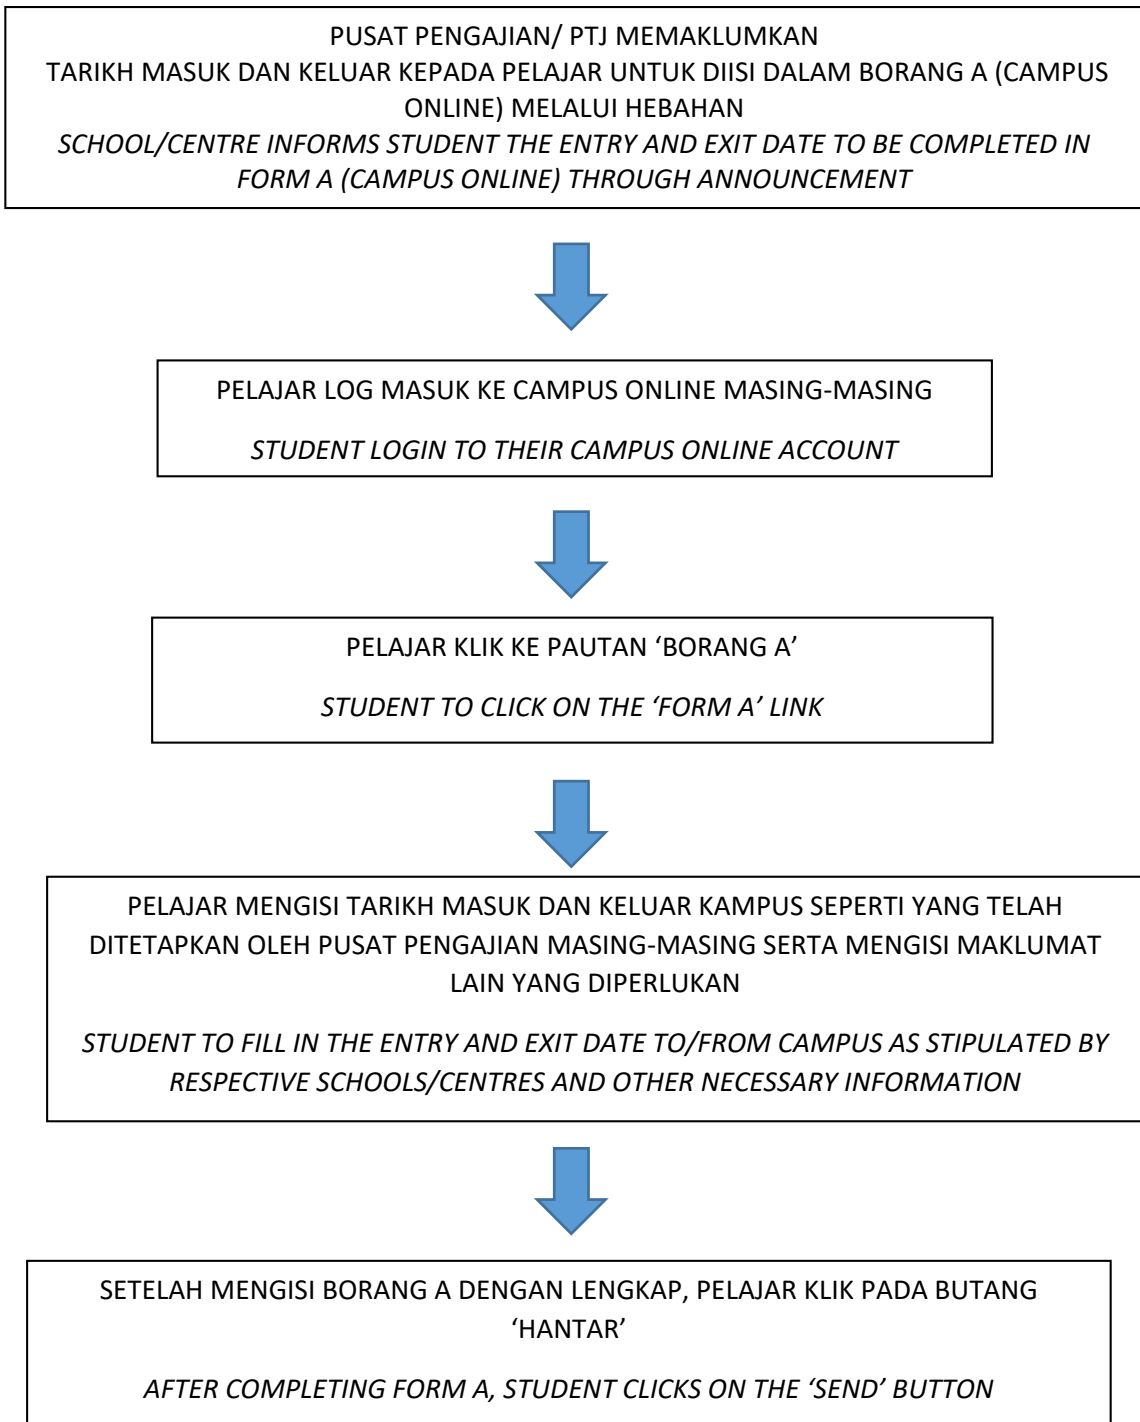 PUSAT PENGAJIAN/ PTJ MEMAKLUMKAN
TARIKH MASUK DAN KELUAR KEPADA PELAJAR UNTUK DIISI DALAM BORANG A (CAMPUS
ONLINE) MELALUI HEBAHAN
SCHOOL/CENTRE INFORMS STUDENT THE ENTRY AND EXIT DATE TO BE COMPLETED IN
FORM A (CAMPUS ONLINE) THROUGH ANNOUNCEMENT
PELAJAR LOG MASUK KE CAMPUS ONLINE MASING-MASING
STUDENT LOGIN TO THEIR CAMPUS ONLINE ACCOUNT
PELAJAR KLIK KE PAUTAN ‘BORANG A’
STUDENT TO CLICK ON THE ‘FORM A’ LINK
PELAJAR MENGISI TARIKH MASUK DAN KELUAR KAMPUS SEPERTI YANG TELAH
DITETAPKAN OLEH PUSAT PENGAJIAN MASING-MASING SERTA MENGISI MAKLUMAT
LAIN YANG DIPERLUKAN
STUDENT TO FILL IN THE ENTRY AND EXIT DATE TO/FROM CAMPUS AS STIPULATED BY
RESPECTIVE SCHOOLS/CENTRES AND OTHER NECESSARY INFORMATION
SETELAH MENGISI BORANG A DENGAN LENGKAP, PELAJAR KLIK PADA BUTANG
‘HANTAR’
AFTER COMPLETING FORM A, STUDENT CLICKS ON THE ‘SEND’ BUTTON